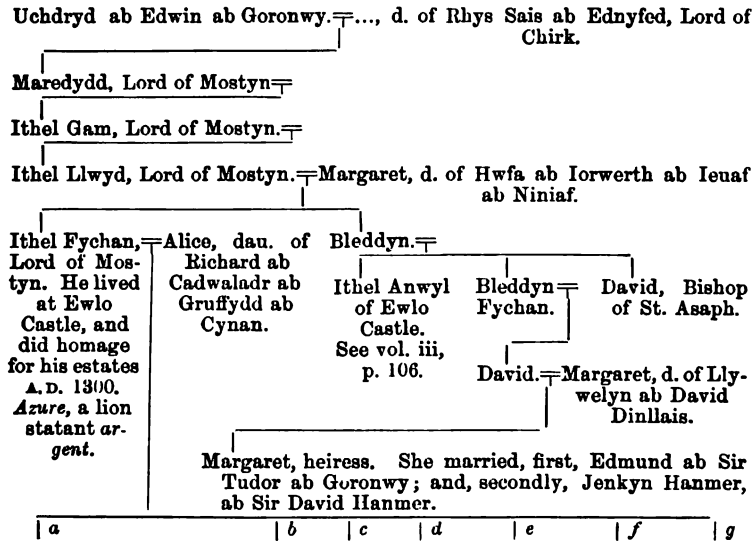 Uchdryd ab Edwin ab Goronwy.=..., d. of Rhys Sais ab Ednyfed, Lord of
Chirk.
Maredydd, Lord of Mostyn=
Ithel Gam, Lord of Mostyn.=
Ithel Llwyd, Lord of Mostyn.=Margaret, d. of Hwfa ab Iorwerth ab Ieuaf
ab Niniaf.
Ithel Fychan,
Lord of Mos-
tyn. He lived
at Ewlo
Castle, and
did homage
for his estates
A.D. 1300.
Azure, a lion
statant ar-
gent.
=Alice, dau. of
Richard ab
Cadwaladr ab
Gruffydd ab
Cynan.
Bleddyn.=
Ithel Anwyl
of Ewlo
Castle.
See vol. iii,
p. 106.
Bleddyn=
Fychan.
David, Bishop
of St. Asaph.
David.=Margaret, d. of Lly-
welyn ab David
Dinllais.
Margaret, heiress. She married, first, Edmund ab Sir
Tudor ab Goronwy; and, secondly, Jenkyn Hanmer,
ab Sir David Hanmer.
a b c d e f g